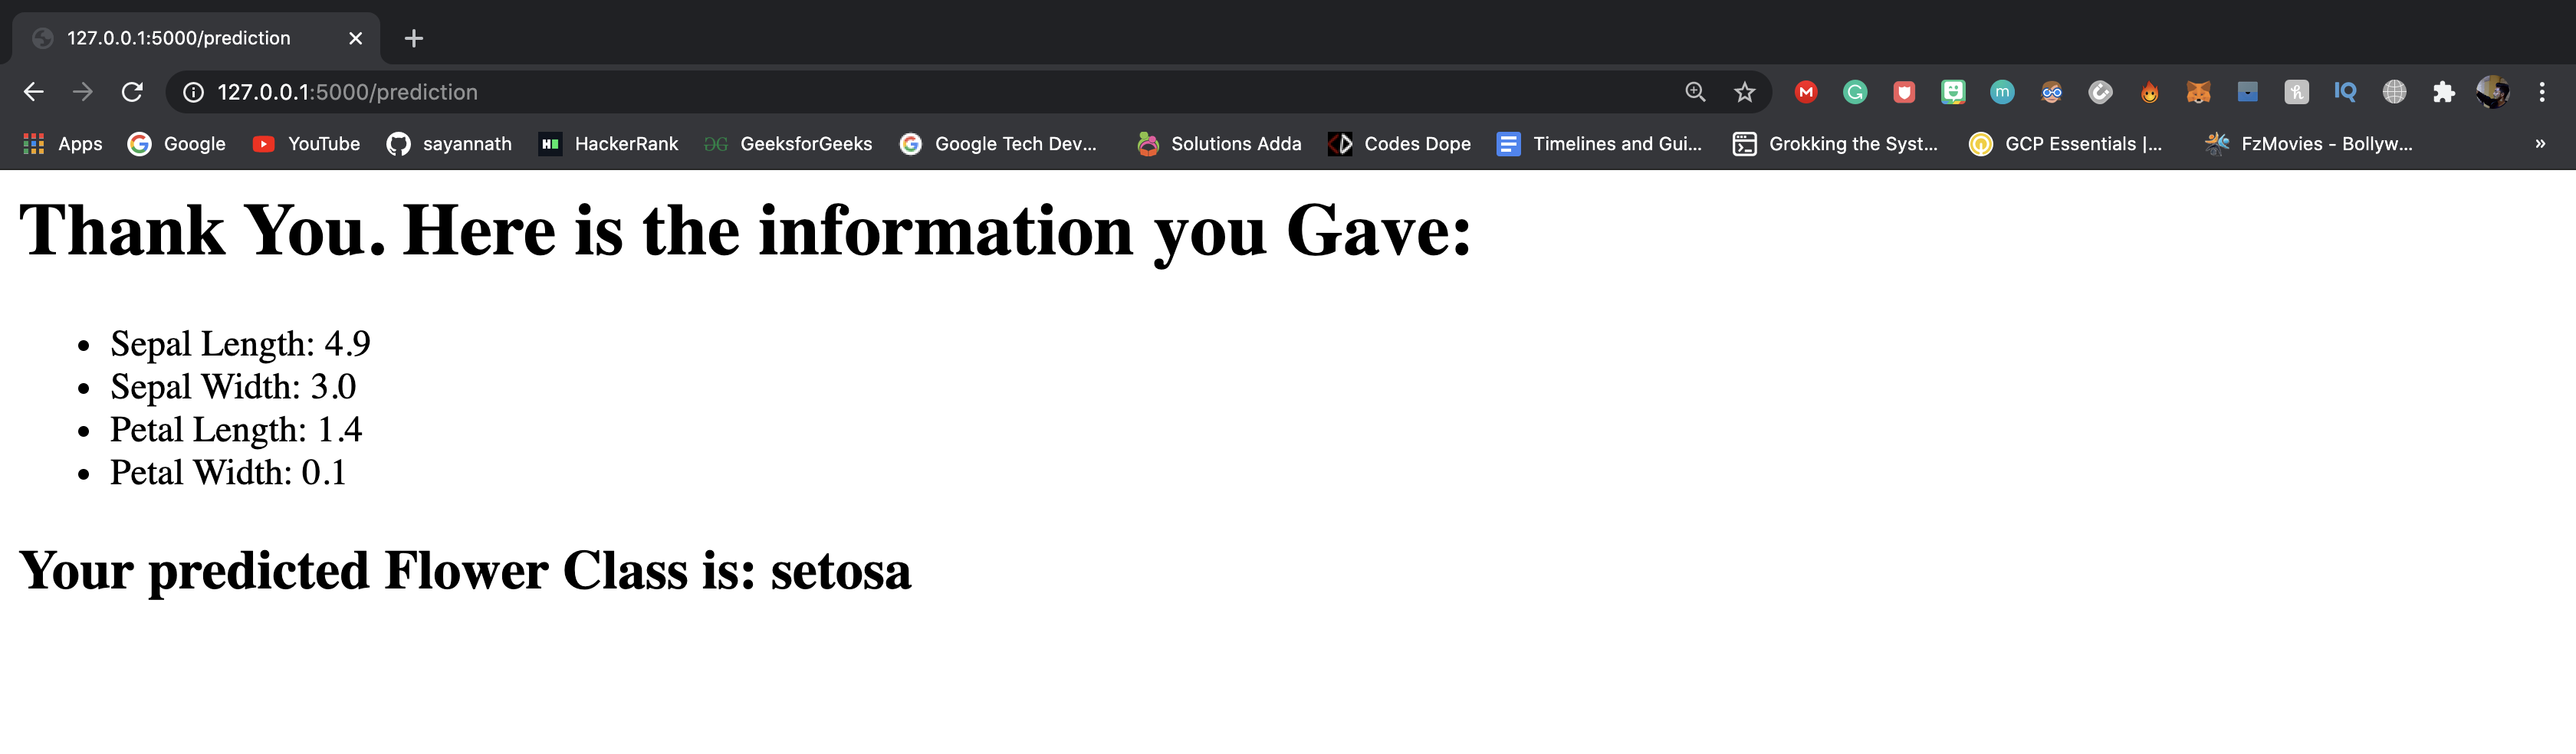 127.0.0.1:5000/prediction
127.0.0.1:5000/prediction
Apps Google YouTube sayannath HackerRank GeeksforGeeks Google Tech Dev... Solutions Adda Codes Dope Timelines and Gui... Grokking the Syst... GCP Essentials |... FzMovies - Bollyw... »
Thank You. Here is the information you Gave:
• Sepal Length: 4.9
• Sepal Width: 3.0
• Petal Length: 1.4
• Petal Width: 0.1
Your predicted Flower Class is: setosa